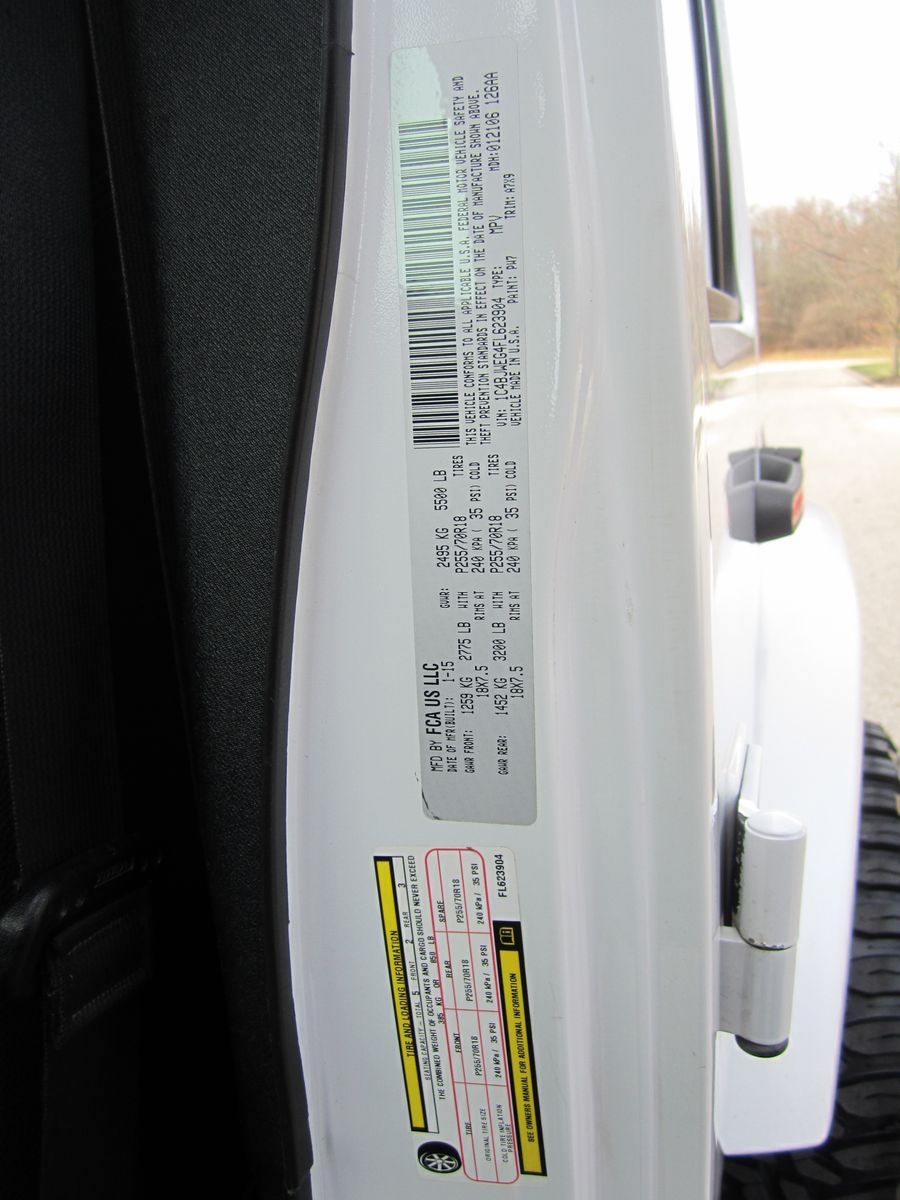 MFD BY FCA US LLC
DATE OF MFR(BUILT): 1-15 GVWR: 2495 KG 5500 LB
GAWR FRONT: 1259 KG 2775 LB WITH P255/70R18 TIRES
18X7.5 RIMS AT 240 KPA ( 35 PSI) COLD
GAWR REAR: 1452 KG 3200 LB WITH P255/70R18 TIRES
18X7.5 RIMS AT 240 KPA ( 35 PSI) COLD
THIS VEHICLE CONFORMS TO ALL APPLICABLE U.S.A. FEDERAL MOTOR VEHICLE SAFETY AND
THEFT PREVENTION STANDARDS IN EFFECT ON THE DATE OF MANUFACTURE SHOWN ABOVE.
VIN: 1C4BJWEG4FL623904 TYPE: MPV MDH:012106 126AA
VEHICLE MADE IN U.S.A. PAINT: PW7 TRIM: A7X9
TIRE AND LOADING INFORMATION
SEATING CAPACITY - TOTAL 5 FRONT 2 REAR 3
THE COMBINED WEIGHT OF OCCUPANTS AND CARGO SHOULD NEVER EXCEED
385 KG OR 850 LB
TIRE FRONT REAR SPARE
ORIGINAL TIRE SIZE P255/70R18 P255/70R18 P255/70R18
COLD TIRE INFLATION PRESSURE 240 kPa / 35 PSI 240 kPa / 35 PSI 240 kPa / 35 PSI
SEE OWNERS MANUAL FOR ADDITIONAL INFORMATION
FL623904